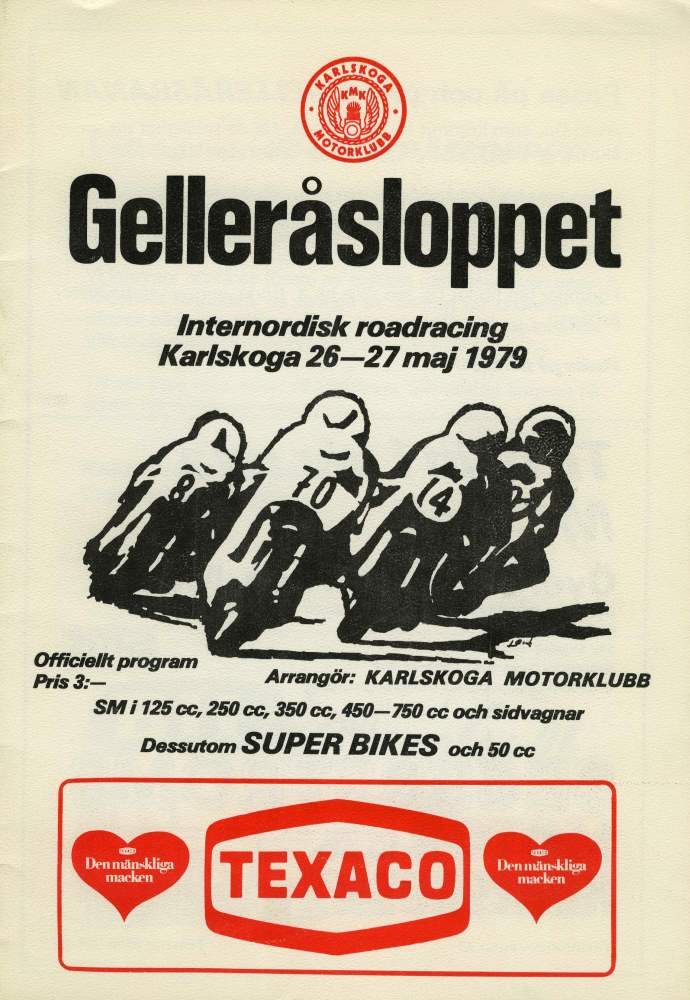 KARLSKOGA
KMK
MOTORKLUBB
Gelleråsloppet
Internordisk roadracing
Karlskoga 26—27 maj 1979
8
70
14
2
Officiellt program
Pris 3:—
Arrangör: KARLSKOGA MOTORKLUBB
SM i 125 cc, 250 cc, 350 cc, 450—750 cc och sidvagnar
Dessutom SUPER BIKES och 50 cc
Den mänskliga
macken
TEXACO
Den mänskliga
macken